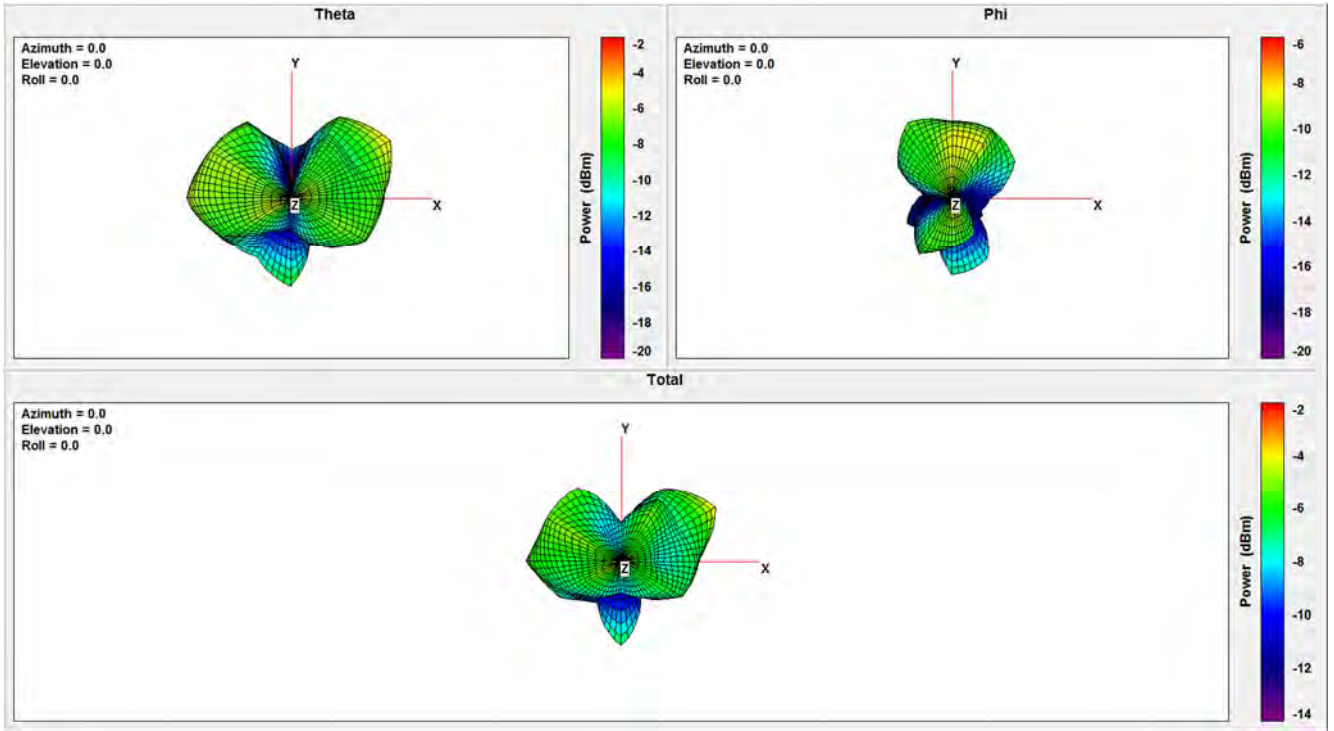 Theta
Azimuth = 0.0
Elevation = 0.0
Roll = 0.0
Y
X
Z
Power (dBm)
-2
-4
-6
-8
-10
-12
-14
-16
-18
-20
Phi
Azimuth = 0.0
Elevation = 0.0
Roll = 0.0
Y
X
Z
Power (dBm)
-6
-8
-10
-12
-14
-16
-18
-20
Total
Azimuth = 0.0
Elevation = 0.0
Roll = 0.0
Y
X
Z
Power (dBm)
-2
-4
-6
-8
-10
-12
-14